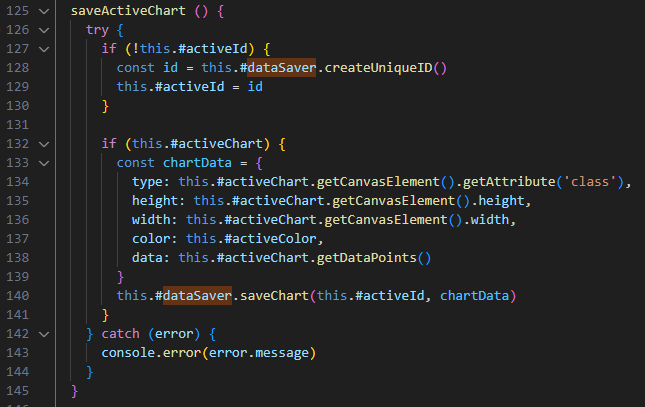 125 saveActiveChart () {
126 try {
127 if (!this.#activeId) {
128 const id = this.#dataSaver.createUniqueID()
129 this.#activeId = id
130 }
131
132 if (this.#activeChart) {
133 const chartData = {
134 type: this.#activeChart.getCanvasElement().getAttribute('class'),
135 height: this.#activeChart.getCanvasElement().height,
136 width: this.#activeChart.getCanvasElement().width,
137 color: this.#activeColor,
138 data: this.#activeChart.getDataPoints()
139 }
140 this.#dataSaver.saveChart(this.#activeId, chartData)
141 }
142 } catch (error) {
143 console.error(error.message)
144 }
145 }